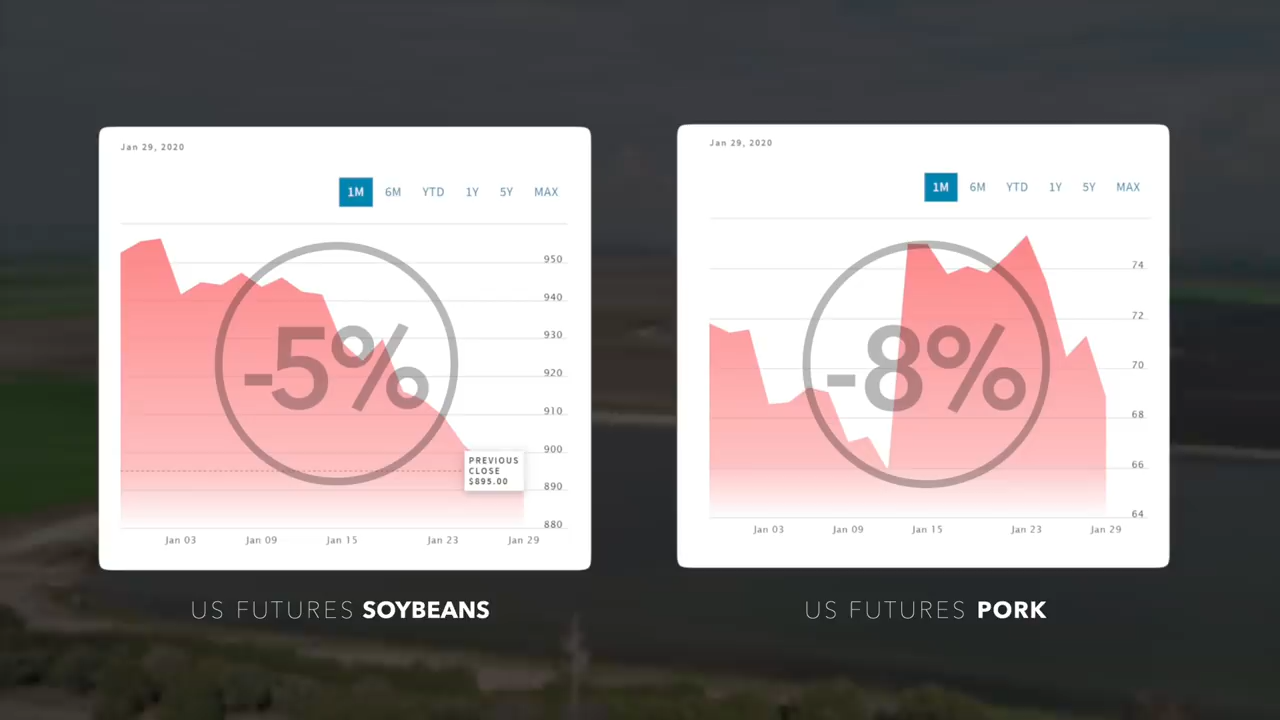 Jan 29, 2020
1M 6M YTD 1Y 5Y MAX
950
940
930
920
910
900
890
880
-5%
PREVIOUS
CLOSE
$895.00
Jan 03 Jan 09 Jan 15 Jan 23 Jan 29
US FUTURES SOYBEANS
Jan 29, 2020
1M 6M YTD 1Y 5Y MAX
74
72
70
68
66
64
-8%
Jan 03 Jan 09 Jan 15 Jan 23 Jan 29
US FUTURES PORK